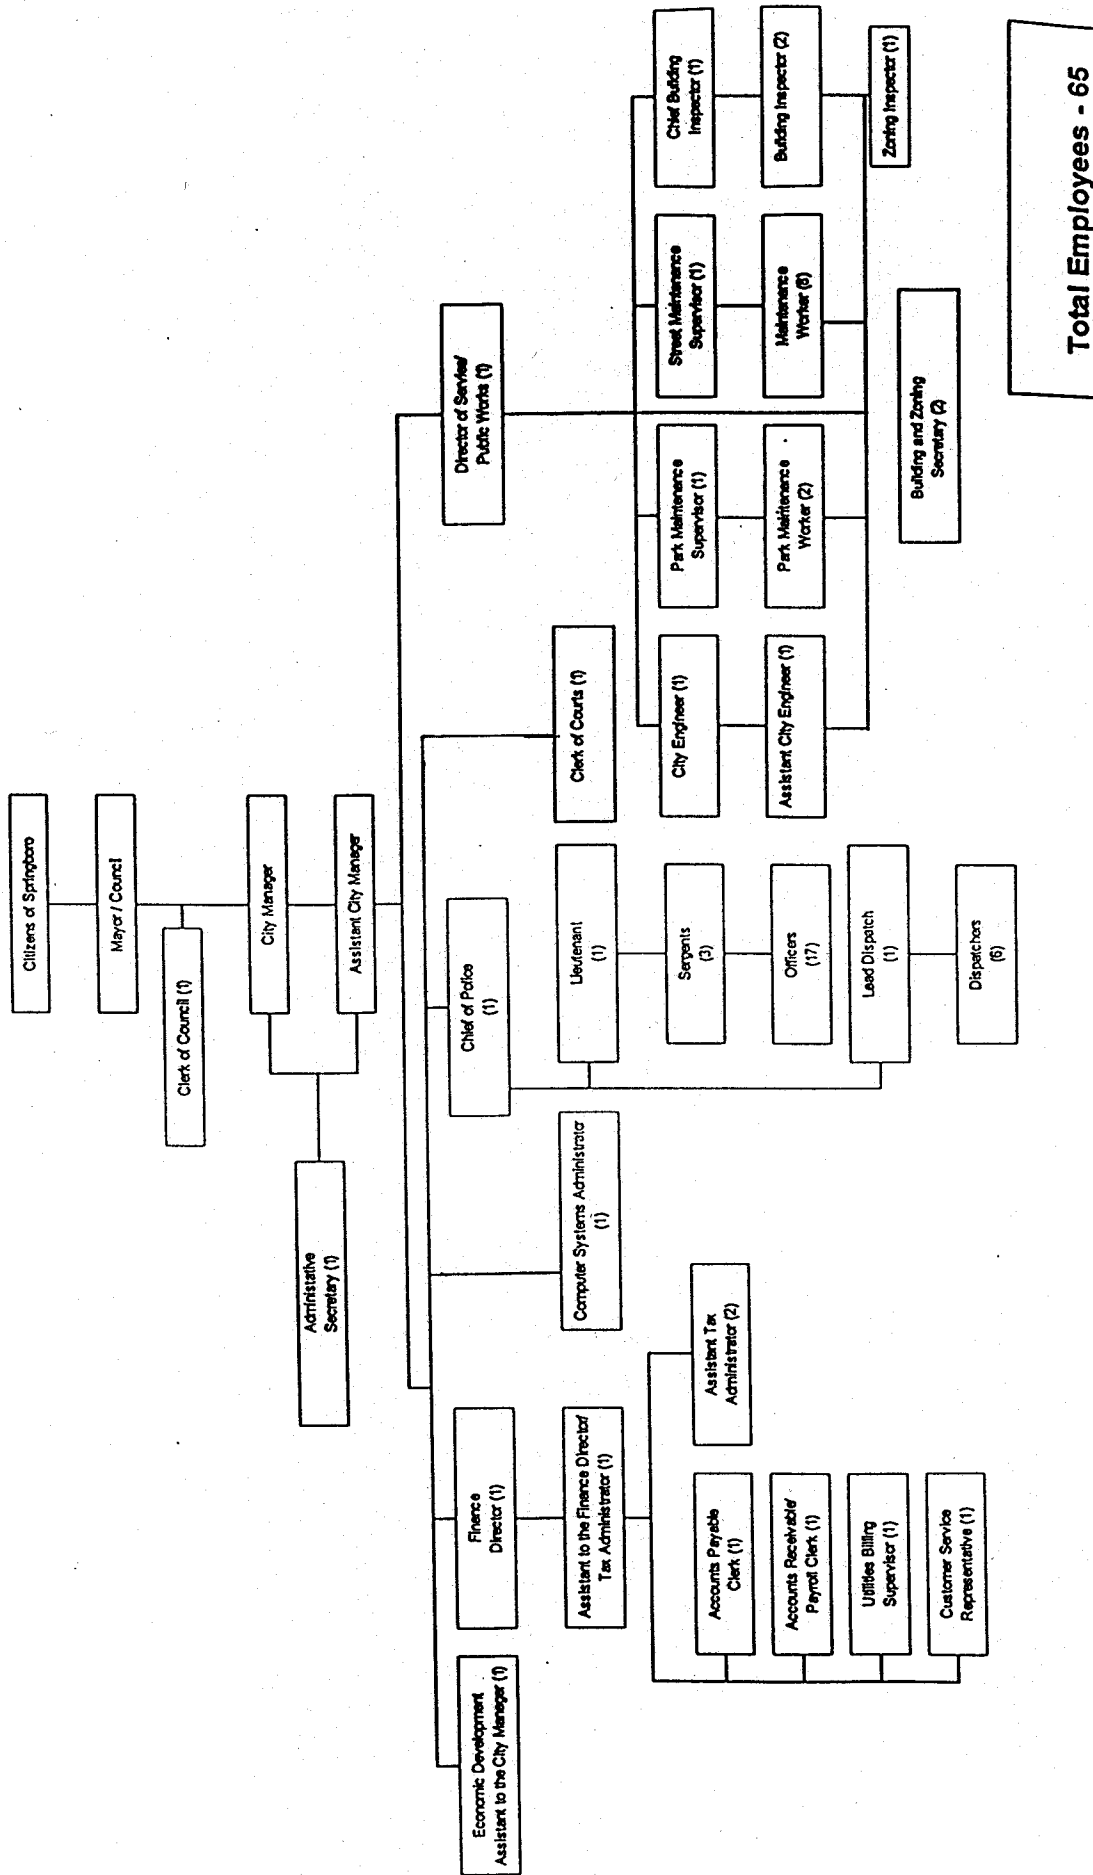 Citizens of Springboro
Mayor / Council
Clerk of Council (1)
City Manager
Assistant City Manager
Administative
Secretary (1)
Economic Development
Assistant to the City Manager (1)
Finance
Director (1)
Assistant to the Finance Director/
Tax Administrator (1)
Accounts Payable
Clerk (1)
Accounts Receivable/
Payroll Clerk (1)
Utilities Billing
Supervisor (1)
Customer Service
Representative (1)
Assistant Tax
Administrator (2)
Computer Systems Administrator
(1)
Chief of Police
(1)
Lieutenant
(1)
Sergents
(3)
Officers
(17)
Lead Dispatch
(1)
Dispatchors
(6)
Clerk of Courts (1)
Director of Service/
Public Works (1)
City Engineer (1)
Assistant City Engineer (1)
Park Maintenance
Supervisor (1)
Park Maintenance
Worker (2)
Street Maintenance
Supervisor (1)
Maintenance
Worker (8)
Chief Building
Inspector (1)
Building Inspector (2)
Zoning Inspector (1)
Building and Zoning
Secretary (2)
Total Employees - 65